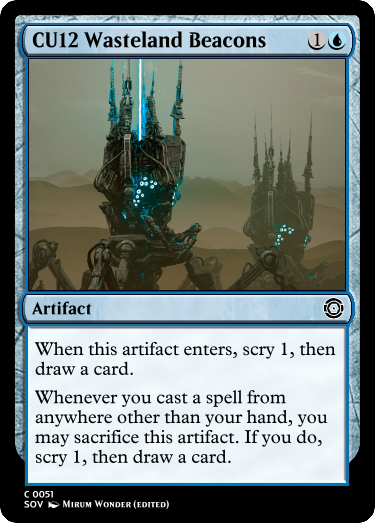 CU12 Wasteland Beacons 1
Artifact
When this artifact enters, scry 1, then
draw a card.
Whenever you cast a spell from
anywhere other than your hand, you
may sacrifice this artifact. If you do,
scry 1, then draw a card.
C 0051
SOV Mirum Wonder (edited)